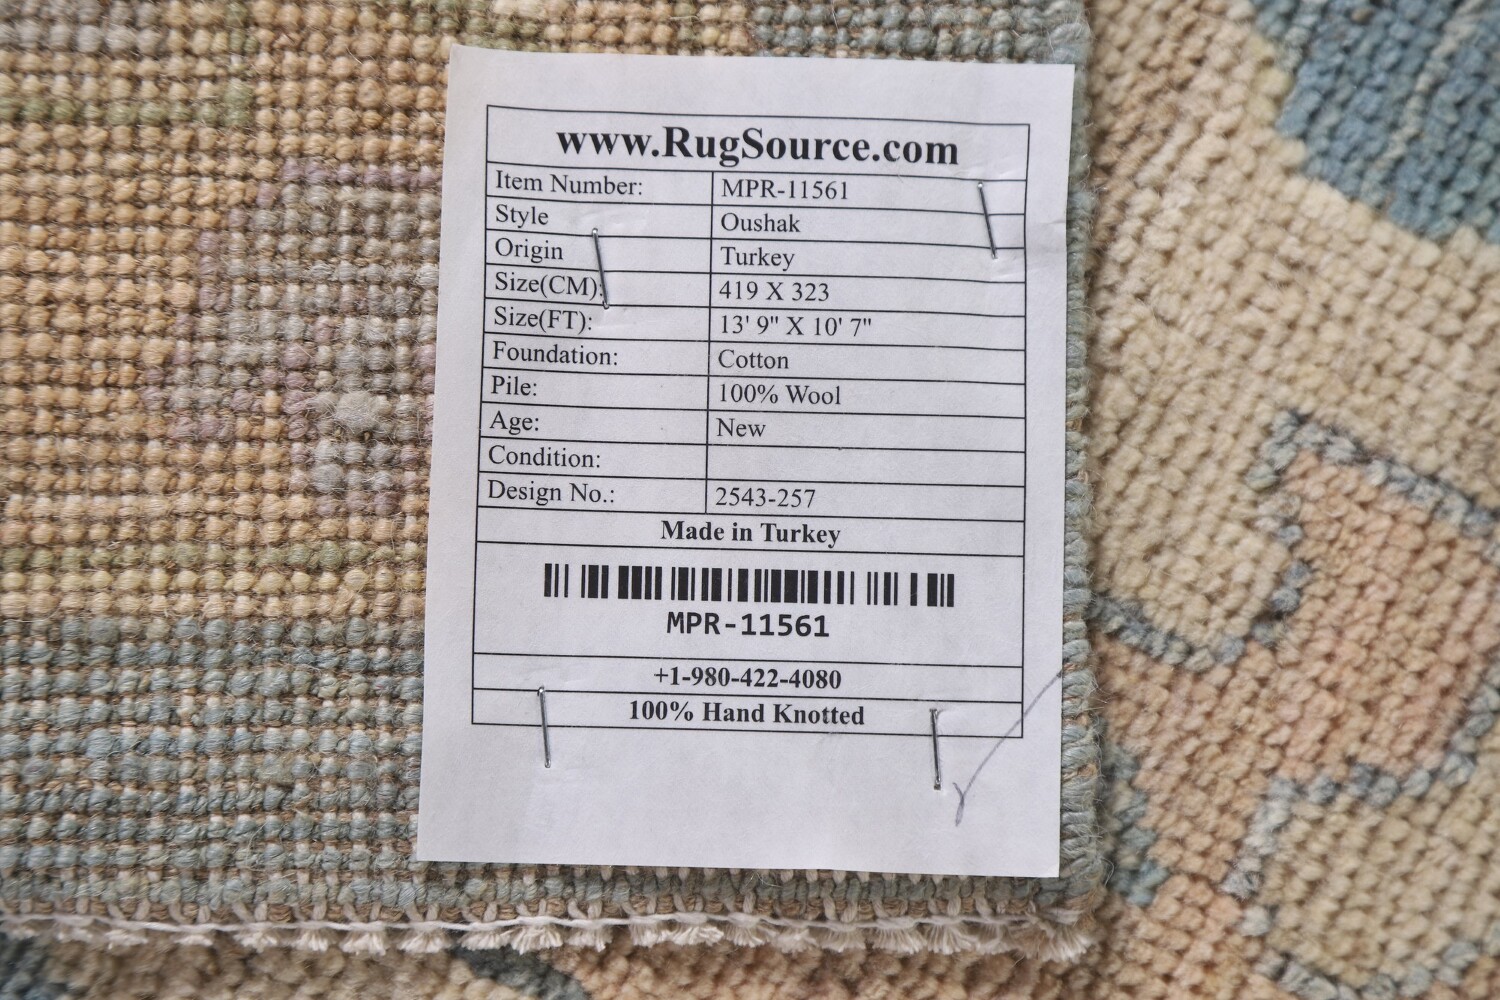 www.RugSource.com
Item Number: MPR-11561
Style Oushak
Origin Turkey
Size(CM): 419 X 323
Size(FT): 13' 9" X 10' 7"
Foundation: Cotton
Pile: 100% Wool
Age: New
Condition:
Design No.: 2543-257
Made in Turkey
MPR-11561
+1-980-422-4080
100% Hand Knotted